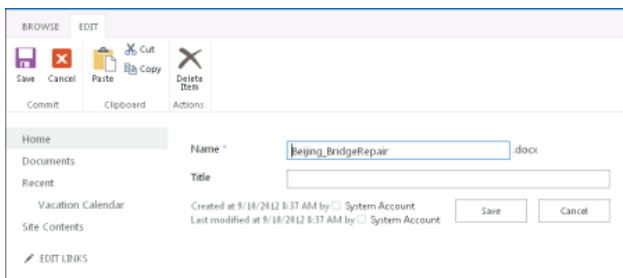 BROWSE EDIT
Save Cancel Paste Cut Copy Delete Item
Commit Clipboard Actions
Home
Documents
Recent
Vacation Calendar
Site Contents
EDIT LINKS
Name * Beijing_BridgeRepair .docx
Title
Created at 9/10/2012 8:37 AM by System Account
Last modified at 9/10/2012 8:37 AM by System Account
Save Cancel